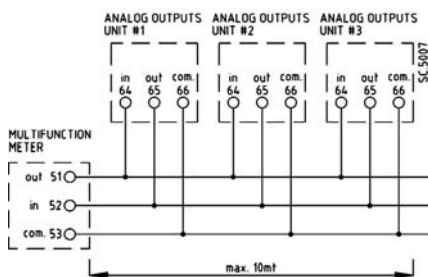 ANALOG OUTPUTS
UNIT #1
ANALOG OUTPUTS
UNIT #2
ANALOG OUTPUTS
UNIT #3
SC.5007
in out com.
64 65 66
in out com.
64 65 66
in out com.
64 65 66
MULTIFUNCTION
METER
out 51
in 52
com. 53
max. 10mt